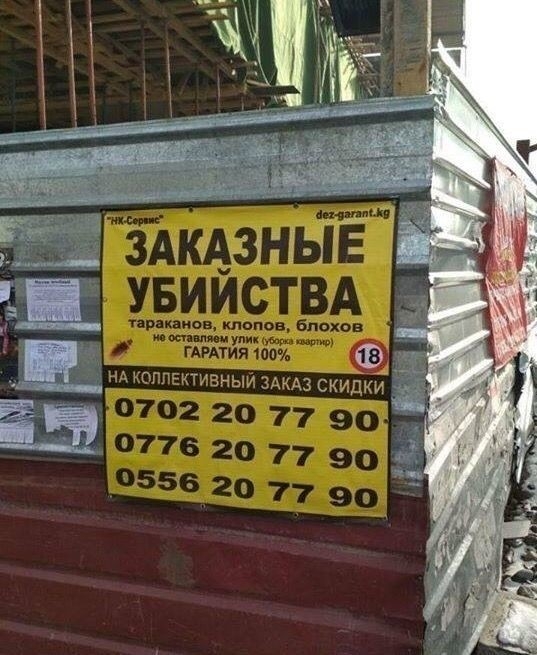 "НК-Сервис" dez-garant.kg
ЗАКАЗНЫЕ
УБИЙСТВА
тараканов, клопов, блохов
не оставляем улик (уборка квартир)
ГАРАТИЯ 100%
18
НА КОЛЛЕКТИВНЫЙ ЗАКАЗ СКИДКИ
0702 20 77 90
0776 20 77 90
0556 20 77 90